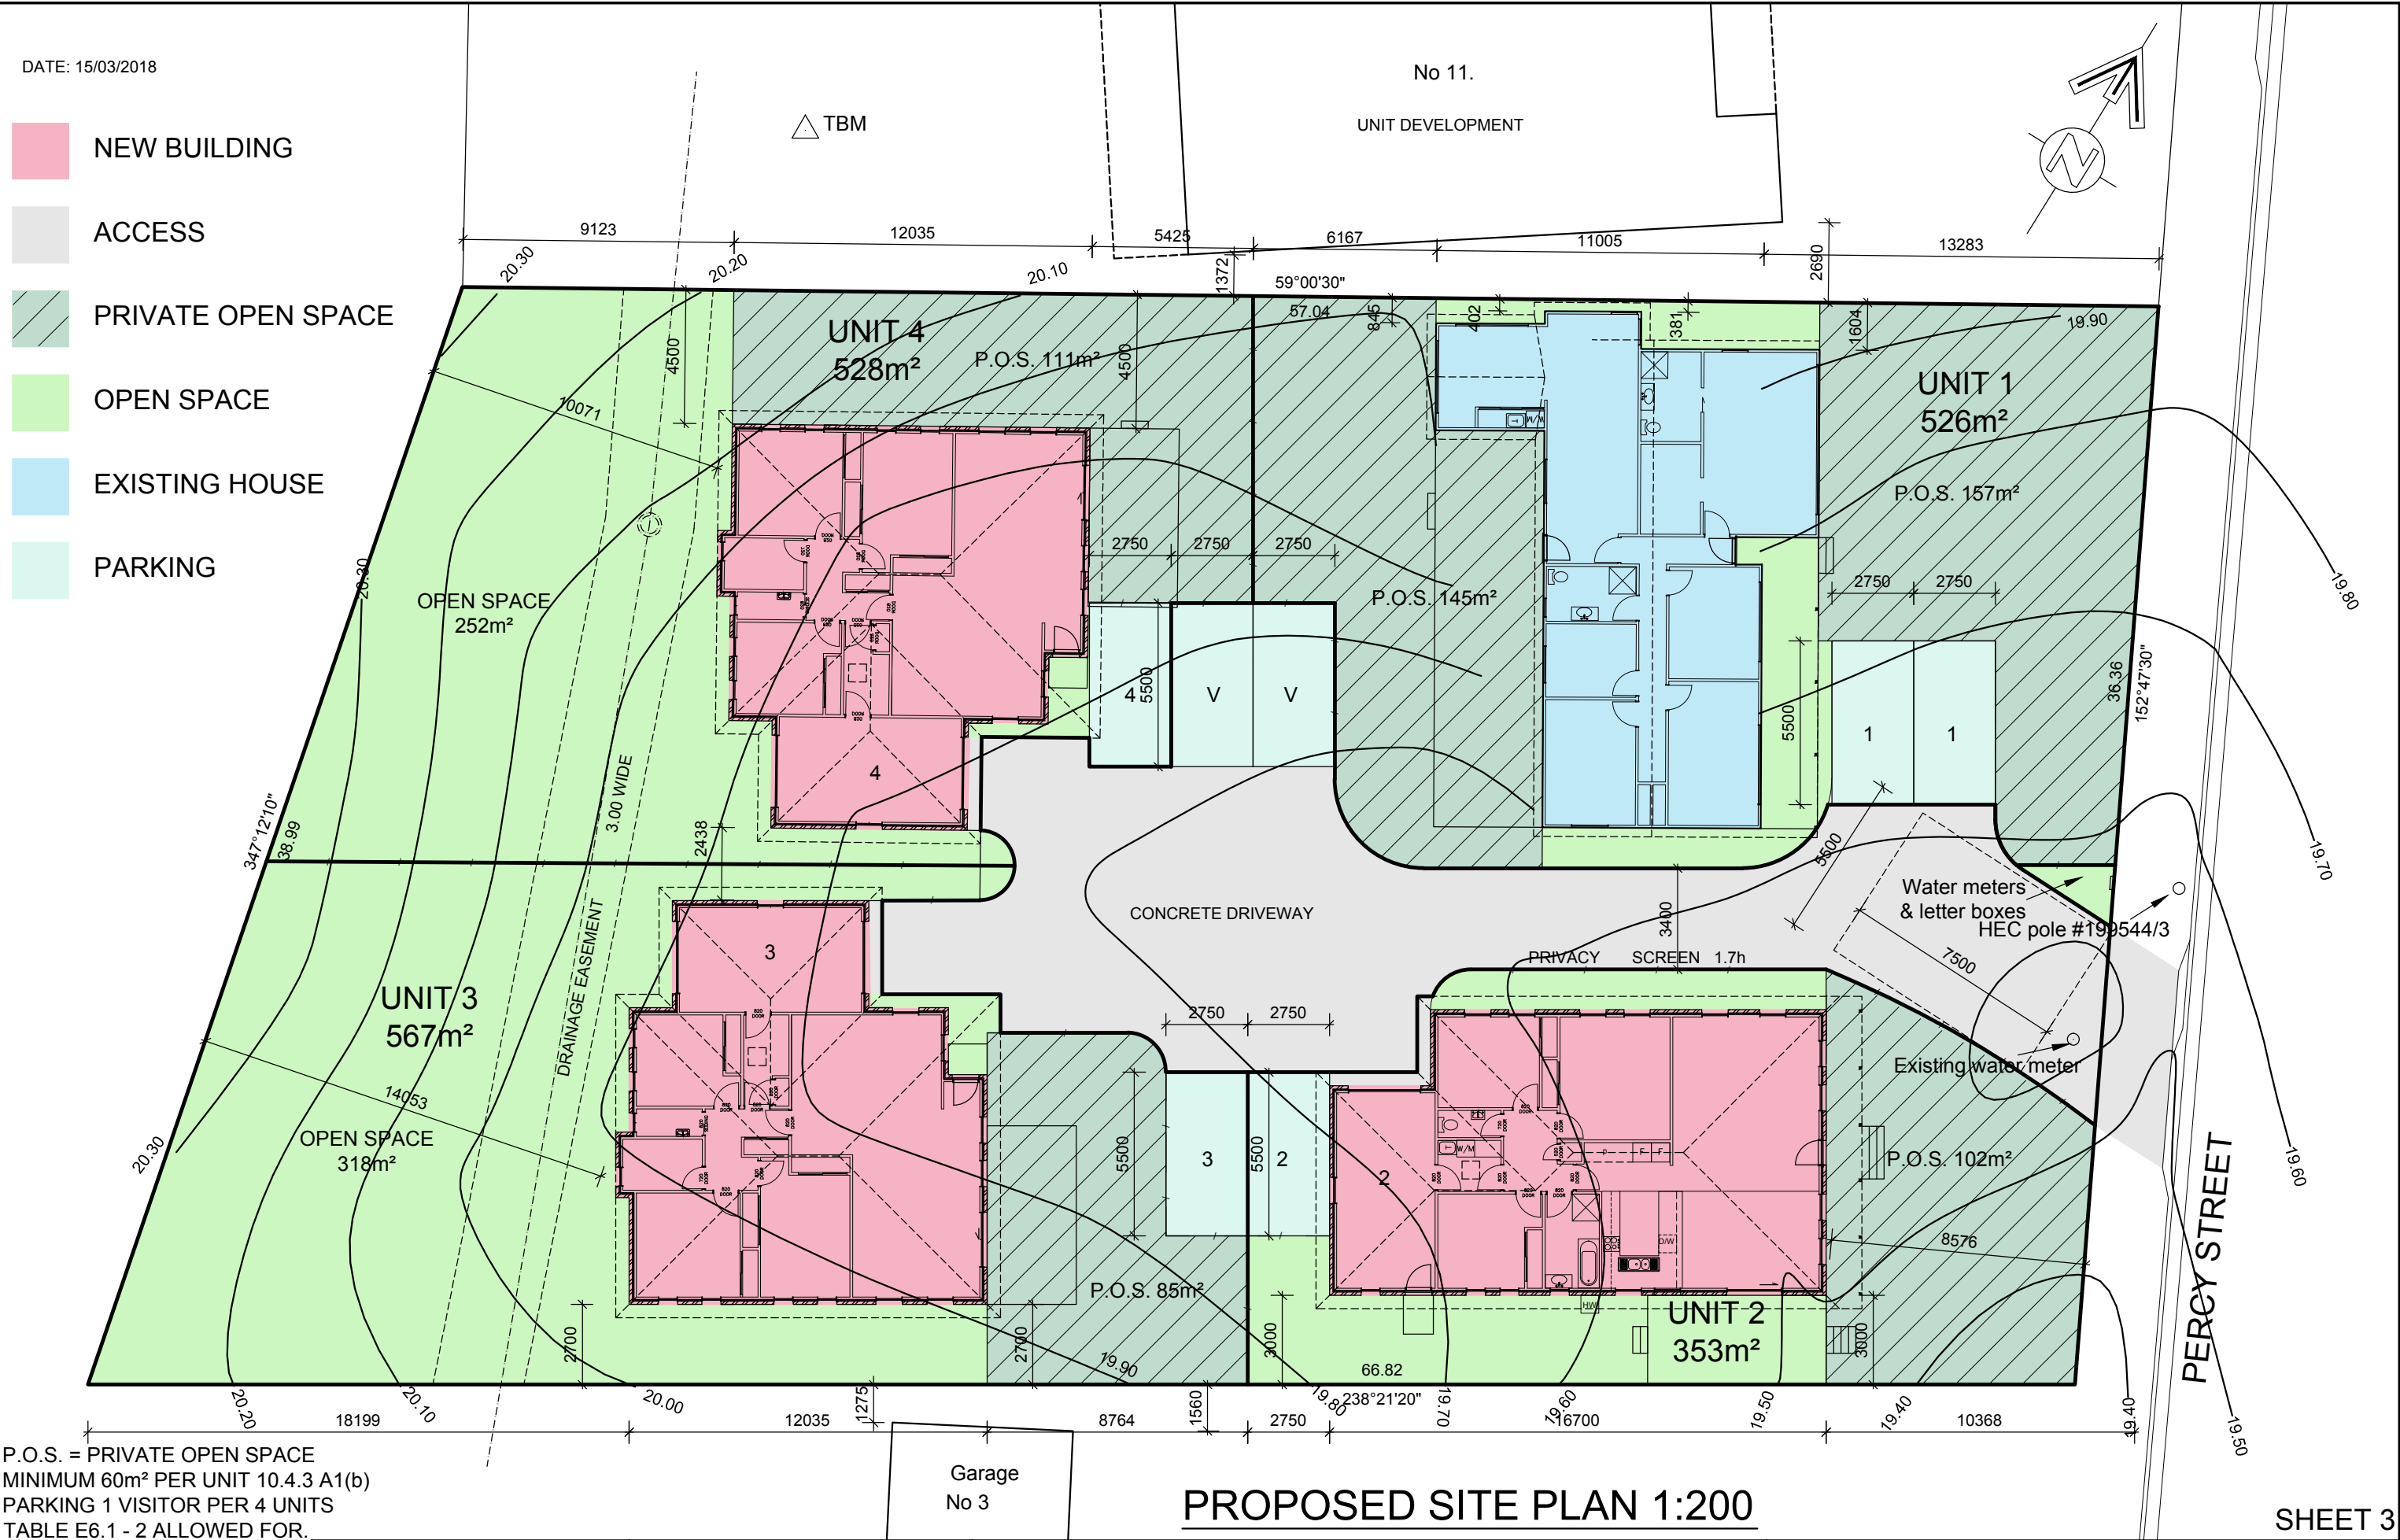 DATE: 15/03/2018
NEW BUILDING
ACCESS
PRIVATE OPEN SPACE
OPEN SPACE
EXISTING HOUSE
PARKING
TBM
No 11.
UNIT DEVELOPMENT
N
9123
12035
5425
6167
11005
13283
20.30
20.20
20.10
1372
59°00'30"
57.04
2690
845
402
381
1604
19.90
4500
4500
UNIT 4
528m²
P.O.S. 111m²
UNIT 1
526m²
P.O.S. 157m²
10071
T
W/M
2750
2750
2750
P.O.S. 145m²
2750
2750
19.80
20.30
OPEN SPACE
252m²
4
5500
V
V
5500
1
1
36.36
152°47'30"
4
3.00 WIDE
347°12'10"
38.99
2438
5500
19.70
Water meters
& letter boxes
HEC pole #199544/3
CONCRETE DRIVEWAY
3400
PRIVACY SCREEN 1.7h
7500
3
DRAINAGE EASEMENT
UNIT 3
567m²
2750
2750
Existing water meter
14053
OPEN SPACE
318m²
20.30
5500
3
5500
2
2
T
W/M
P
F
F
D/W
HW
P.O.S. 102m²
19.60
PERCY STREET
8576
P.O.S. 85m²
UNIT 2
353m²
2700
2700
3000
3000
19.90
66.82
238°21'20"
20.20
20.10
20.00
1275
1560
19.80
19.70
19.60
19.50
19.40
19.40
19.50
18199
12035
8764
2750
16700
10368
P.O.S. = PRIVATE OPEN SPACE
MINIMUM 60m² PER UNIT 10.4.3 A1(b)
PARKING 1 VISITOR PER 4 UNITS
TABLE E6.1 - 2 ALLOWED FOR.
Garage
No 3
PROPOSED SITE PLAN 1:200
SHEET 3